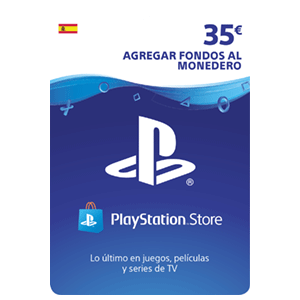 35€
AGREGAR FONDOS AL
MONEDERO
®
PlayStation.Store
Lo último en juegos, películas
y series de TV